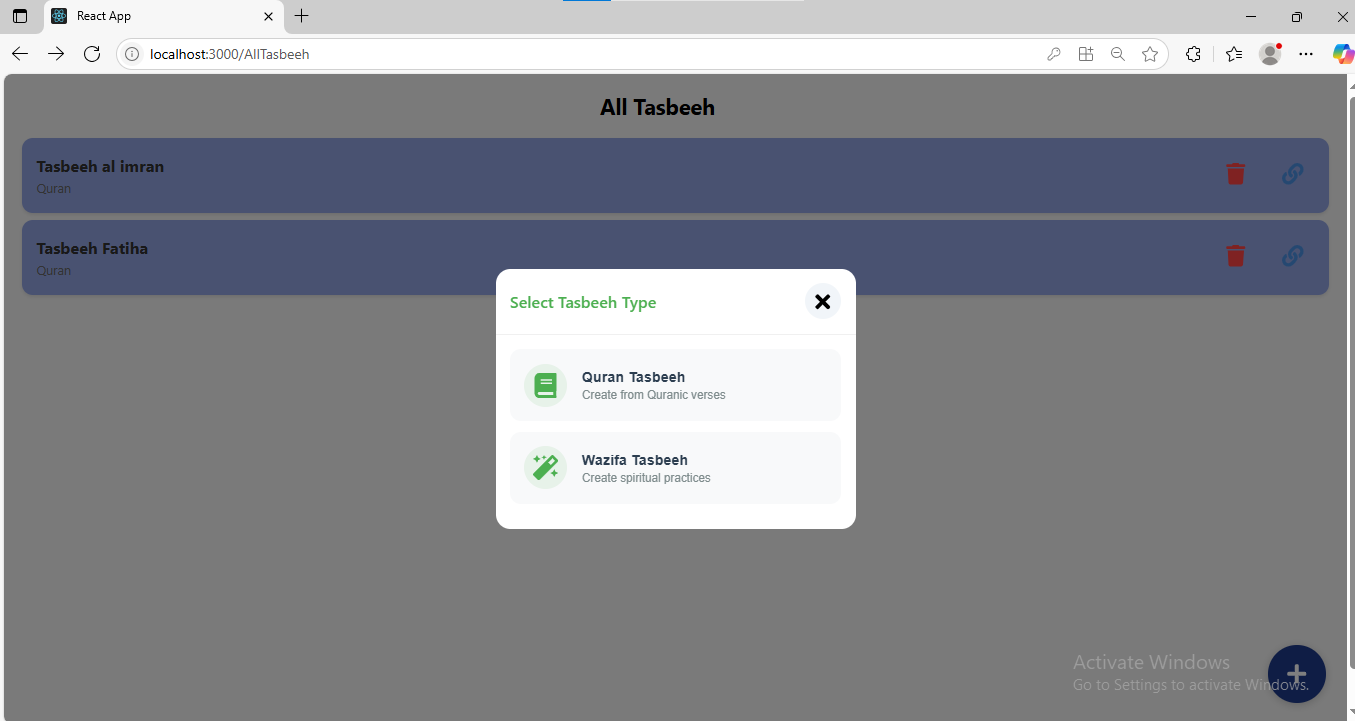 React App
localhost:3000/AllTasbeeh
All Tasbeeh
Tasbeeh al imran
Quran
Tasbeeh Fatiha
Quran
Select Tasbeeh Type
Quran Tasbeeh
Create from Quranic verses
Wazifa Tasbeeh
Create spiritual practices
Activate Windows
Go to Settings to activate Windows.